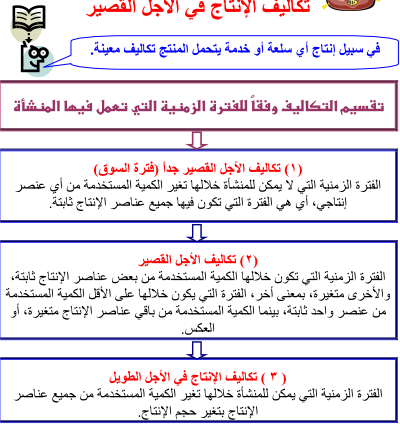 تكاليف الإنتاج في الأجل القصير
في سبيل إنتاج أي سلعة أو خدمة يتحمل المنتج تكاليف معينة.
تقسيم التكاليف وفقاً للفترة الزمنية التي تعمل فيها المنشأة
(١) تكاليف الأجل القصير جداً (فترة السوق)
الفترة الزمنية التي لا يمكن للمنشأة خلالها تغير الكمية المستخدمة من أي عنصر
إنتاجي، أي هي الفترة التي تكون فيها جميع عناصر الإنتاج ثابتة.
(٢) تكاليف الأجل القصير
الفترة الزمنية التي تكون خلالها الكمية المستخدمة من بعض عناصر الإنتاج ثابتة،
والأخرى متغيرة، بمعنى أخر، الفترة التي يكون خلالها على الأقل الكمية المستخدمة
من عنصر واحد ثابتة، بينما الكمية المستخدمة من باقي عناصر الإنتاج متغيرة، أو
العكس.
( ٣ ) تكاليف الإنتاج في الأجل الطويل
الفترة الزمنية التي يمكن للمنشأة خلالها تغير الكمية المستخدمة من جميع عناصر
الإنتاج بتغير حجم الإنتاج.